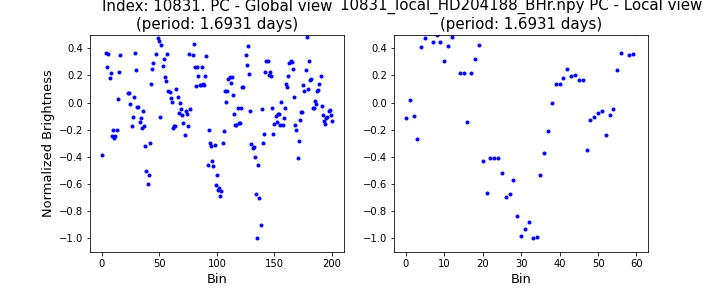 Index: 10831. PC - Global view
(period: 1.6931 days)
10831_local_HD204188_BHr.npy PC - Local view
(period: 1.6931 days)
Normalized Brightness
0.4
0.2
0.0
−0.2
−0.4
−0.6
−0.8
−1.0
0 50 100 150 200
Bin
0.4
0.2
0.0
−0.2
−0.4
−0.6
−0.8
−1.0
0 10 20 30 40 50 60
Bin